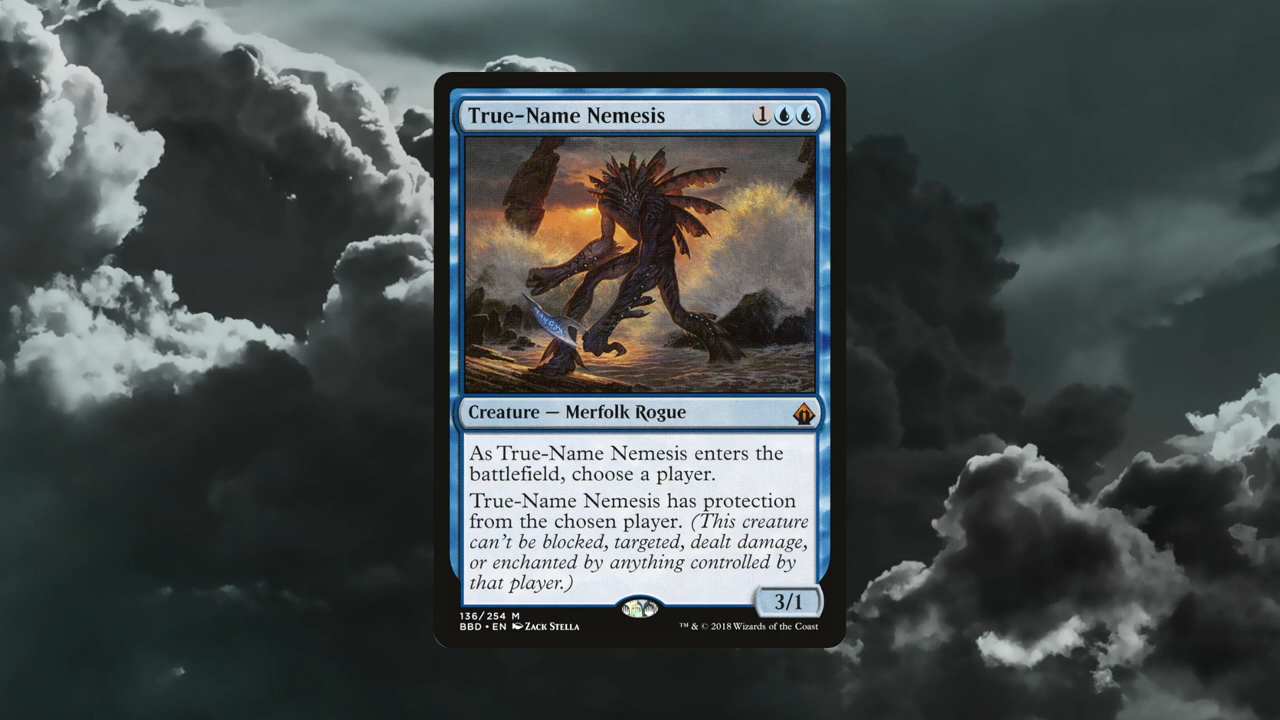 True-Name Nemesis 1
Creature — Merfolk Rogue
As True-Name Nemesis enters the
battlefield, choose a player.
True-Name Nemesis has protection
from the chosen player. (This creature
can't be blocked, targeted, dealt damage,
or enchanted by anything controlled by
that player.)
3/1
136/254 M
BBD • EN Zack Stella
™ & © 2018 Wizards of the Coast